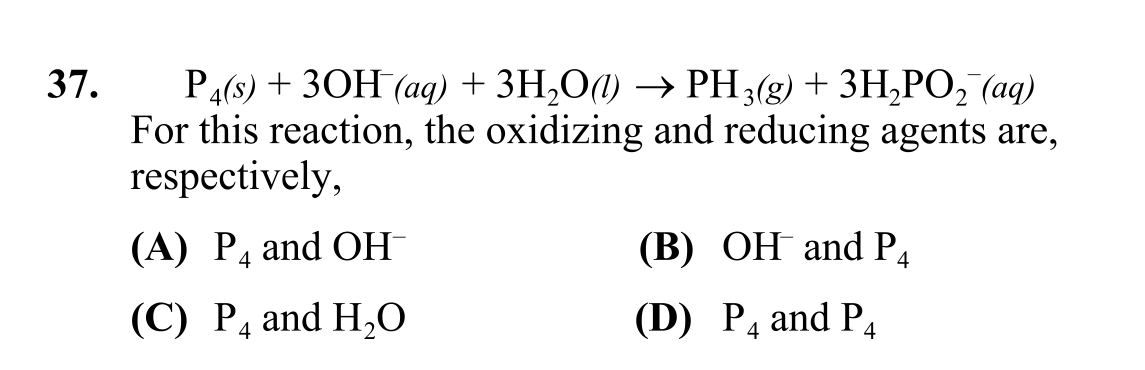 37. P₄(s) + 3OH⁻(aq) + 3H₂O(l) → PH₃(g) + 3H₂PO₂⁻(aq)
For this reaction, the oxidizing and reducing agents are,
respectively,
(A) P₄ and OH⁻ (B) OH⁻ and P₄
(C) P₄ and H₂O (D) P₄ and P₄